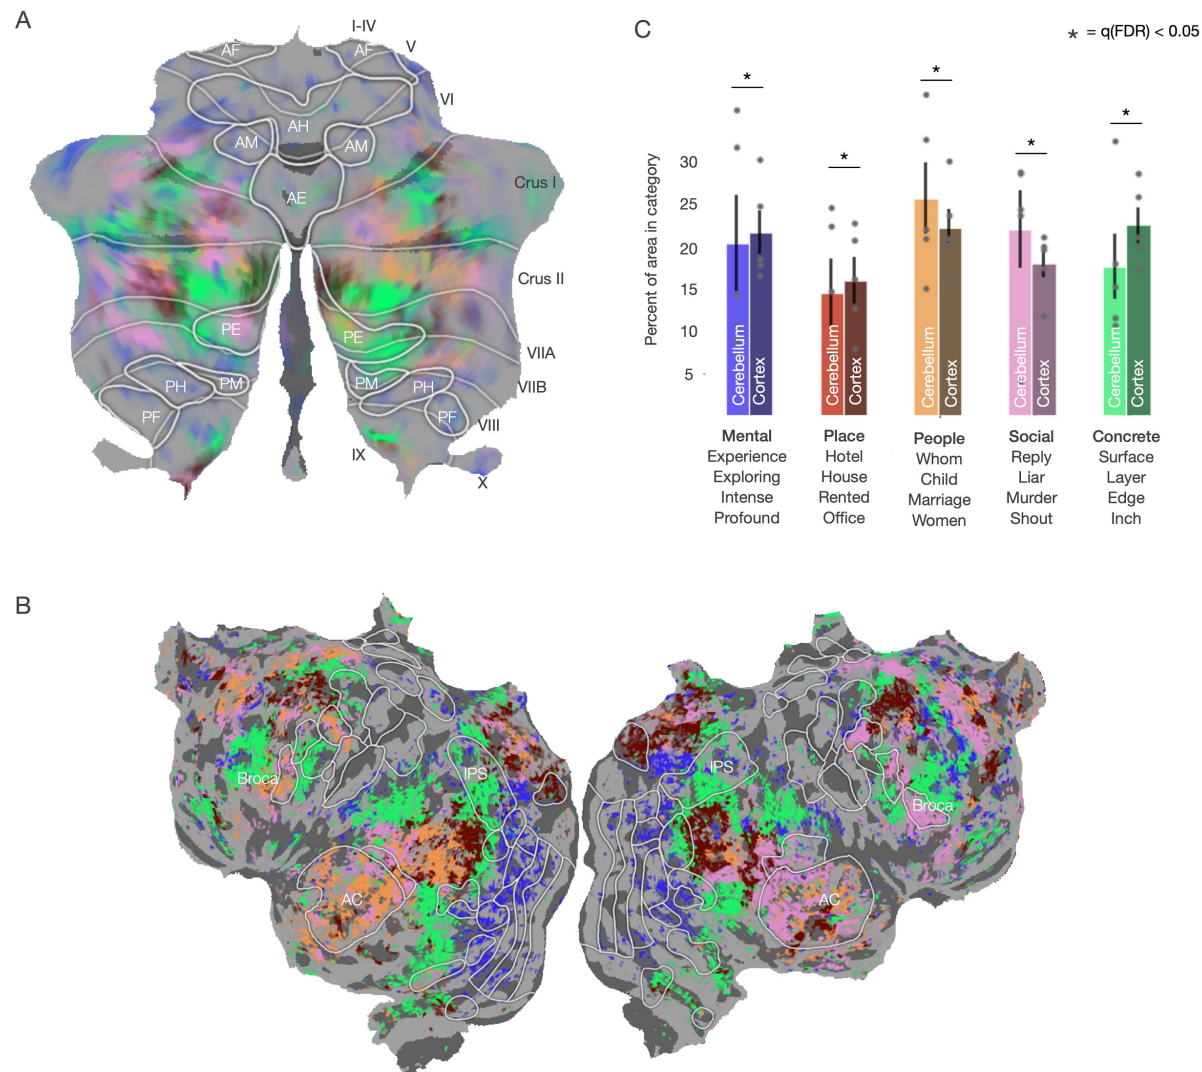 A
I-IV
AF
AF
V
VI
AH
AM
AM
Crus I
AE
Crus II
PE
PE
VIIA
PH
PM
PM
PH
VIIB
PF
PF
VIII
IX
X
C
* = q(FDR) < 0.05
*
*
*
*
*
Percent of area in category
30
25
20
15
10
5
Cerebellum
Cortex
Cerebellum
Cortex
Cerebellum
Cortex
Cerebellum
Cortex
Cerebellum
Cortex
Mental
Experience
Exploring
Intense
Profound
Place
Hotel
House
Rented
Office
People
Whom
Child
Marriage
Women
Social
Reply
Liar
Murder
Shout
Concrete
Surface
Layer
Edge
Inch
B
Broca
IPS
AC
IPS
Broca
AC